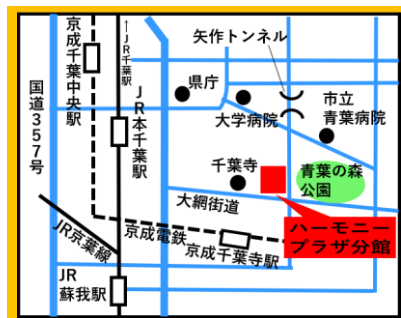 国道357号
京成千葉中央駅
←JR千葉駅
JR本千葉駅
矢作トンネル
県庁
大学病院
市立
青葉病院
千葉寺
青葉の森
公園
大網街道
ハーモニー
プラザ分館
京成電鉄
京成千葉寺駅
JR京葉線
JR
蘇我駅